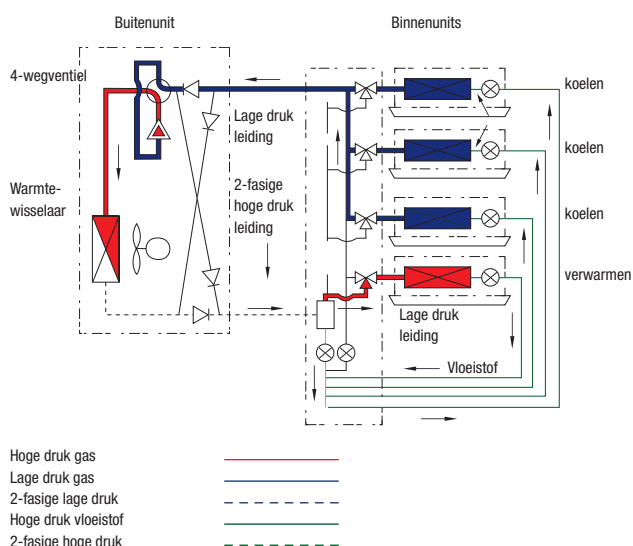 Buitenunit
Binnenunits
4-wegventiel
koelen
Lage druk
leiding
koelen
Warmte-
wisselaar
2-fasige
hoge druk
leiding
koelen
verwarmen
Lage druk
leiding
Vloeistof
Hoge druk gas
Lage druk gas
2-fasige lage druk
Hoge druk vloeistof
2-fasige hoge druk